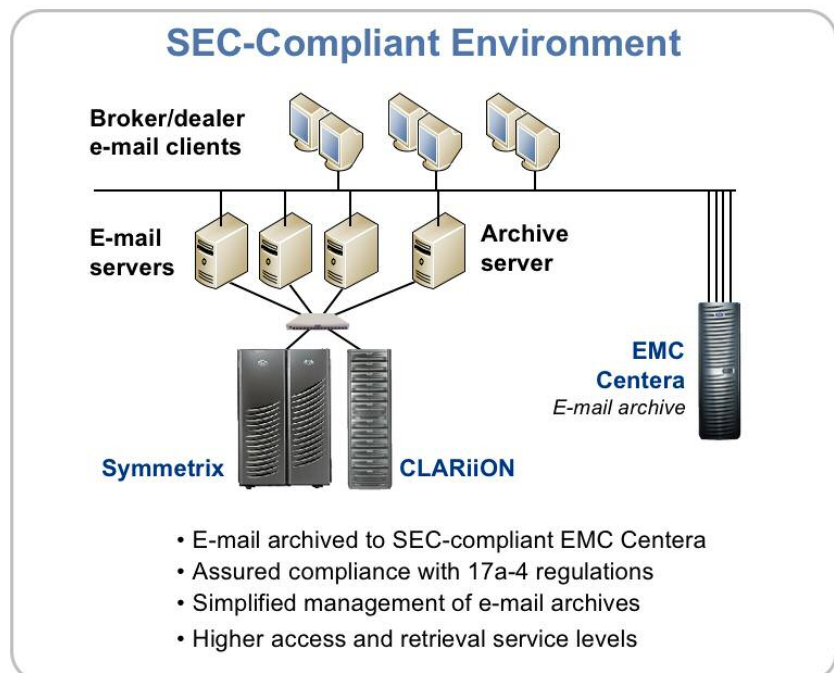 SEC-Compliant Environment
Broker/dealer
e-mail clients
E-mail
servers
Archive
server
EMC
Centera
E-mail archive
Symmetrix
CLARiiON
• E-mail archived to SEC-compliant EMC Centera
• Assured compliance with 17a-4 regulations
• Simplified management of e-mail archives
• Higher access and retrieval service levels